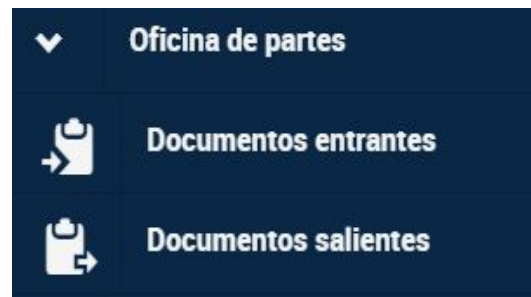 Oficina de partes
Documentos entrantes
Documentos salientes